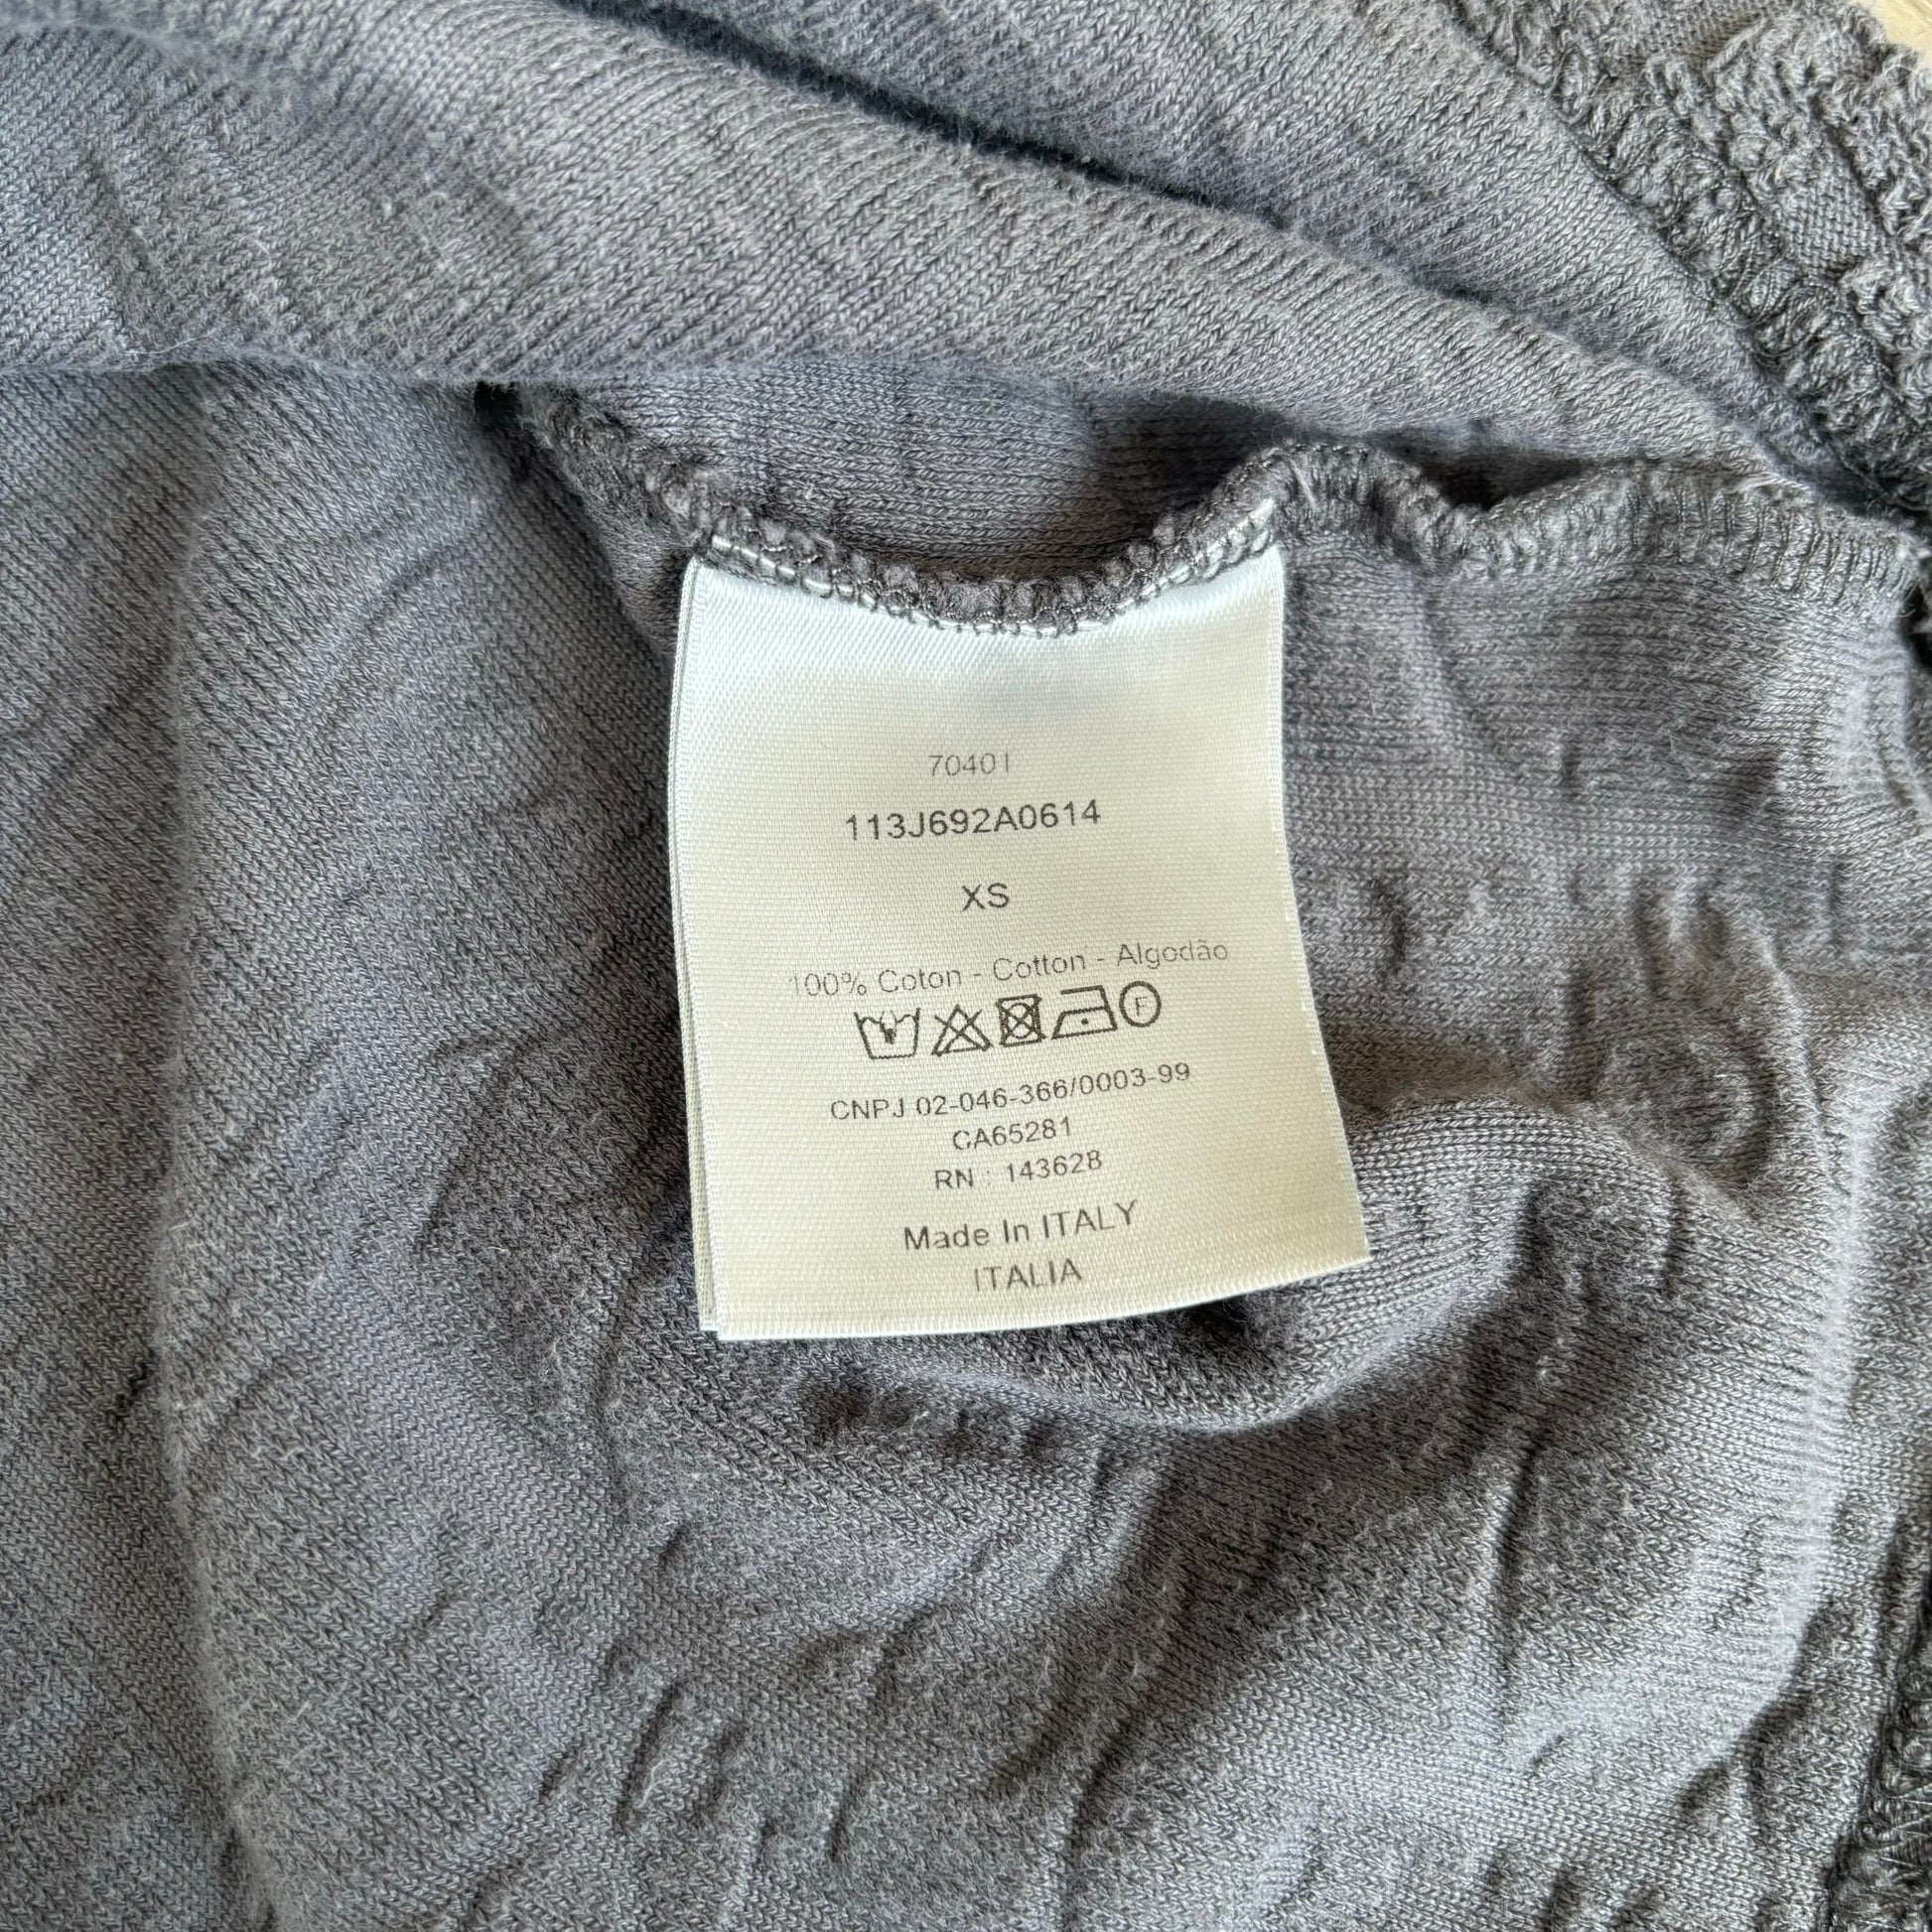 70401
113J692A0614
XS
100% Coton - Cotton - Algodão
F
CNPJ 02-046-366/0003-99
CA65281
RN : 143628
Made In ITALY
ITALIA